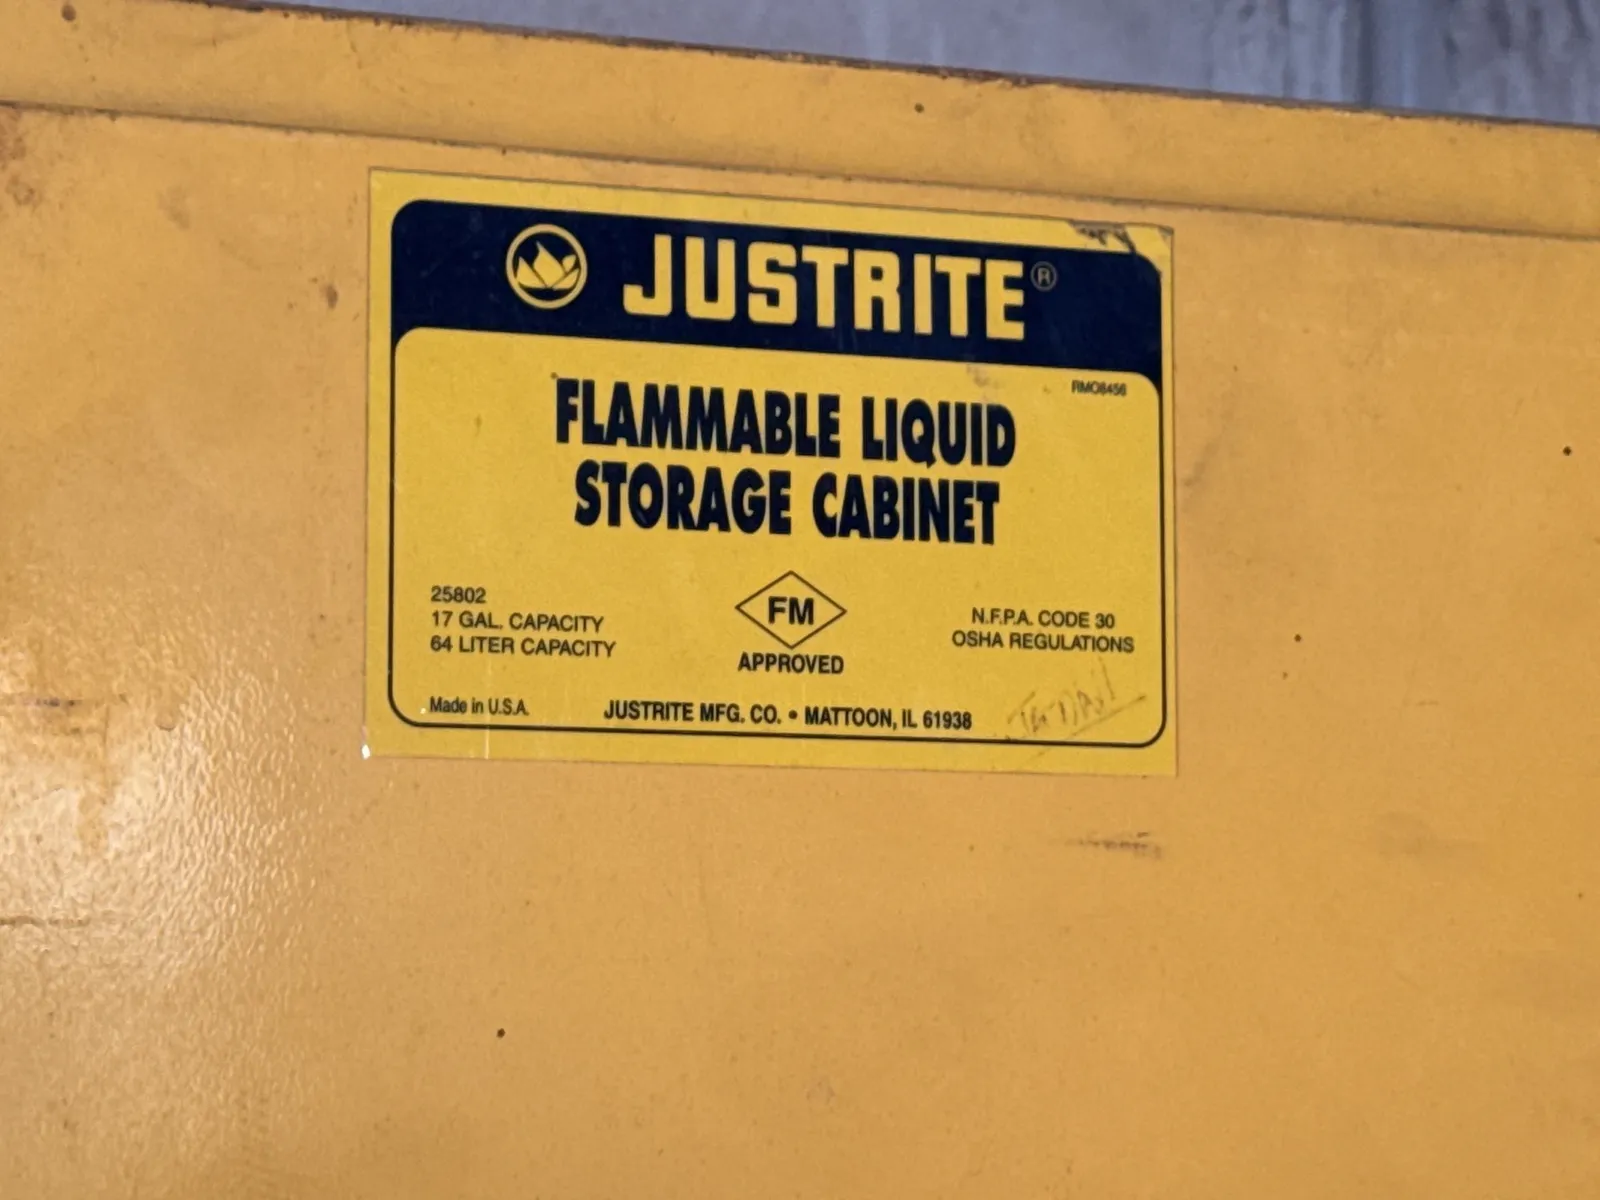 JUSTRITE®
RMO8456
FLAMMABLE LIQUID
STORAGE CABINET
25802
17 GAL. CAPACITY
64 LITER CAPACITY
FM
APPROVED
N.F.P.A. CODE 30
OSHA REGULATIONS
Made in U.S.A.
JUSTRITE MFG. CO. • MATTOON, IL 61938